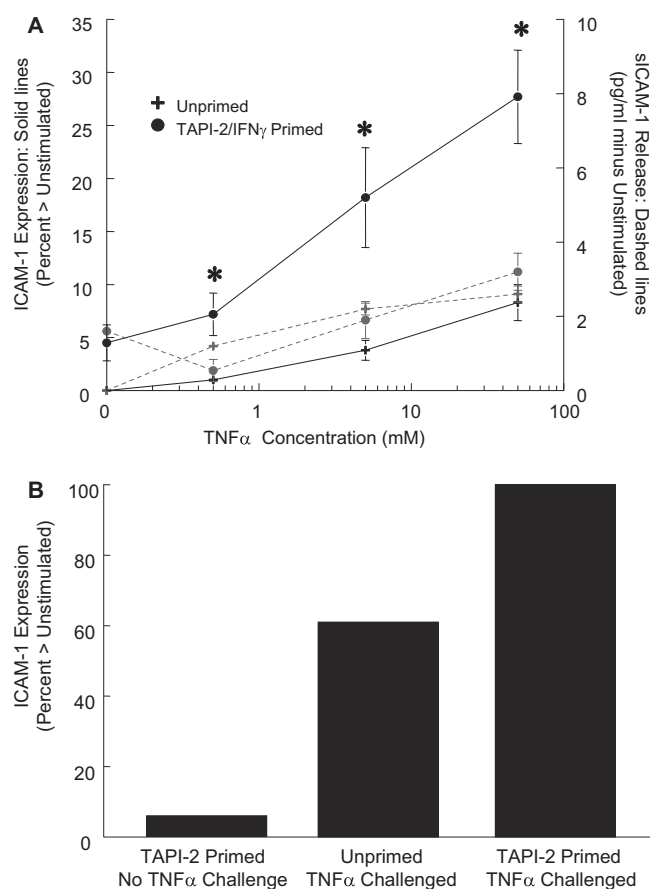 A
ICAM-1 Expression: Solid lines
(Percent > Unstimulated)
35
30
25
20
15
10
5
0
Unprimed
TAPI-2/IFNγ Primed
*
*
*
10
8
6
4
2
0
sICAM-1 Release: Dashed lines
(pg/ml minus Unstimulated)
0
1
10
100
TNFα Concentration (mM)
B
ICAM-1 Expression
(Percent > Unstimulated)
100
80
60
40
20
0
TAPI-2 Primed
No TNFα Challenge
Unprimed
TNFα Challenged
TAPI-2 Primed
TNFα Challenged